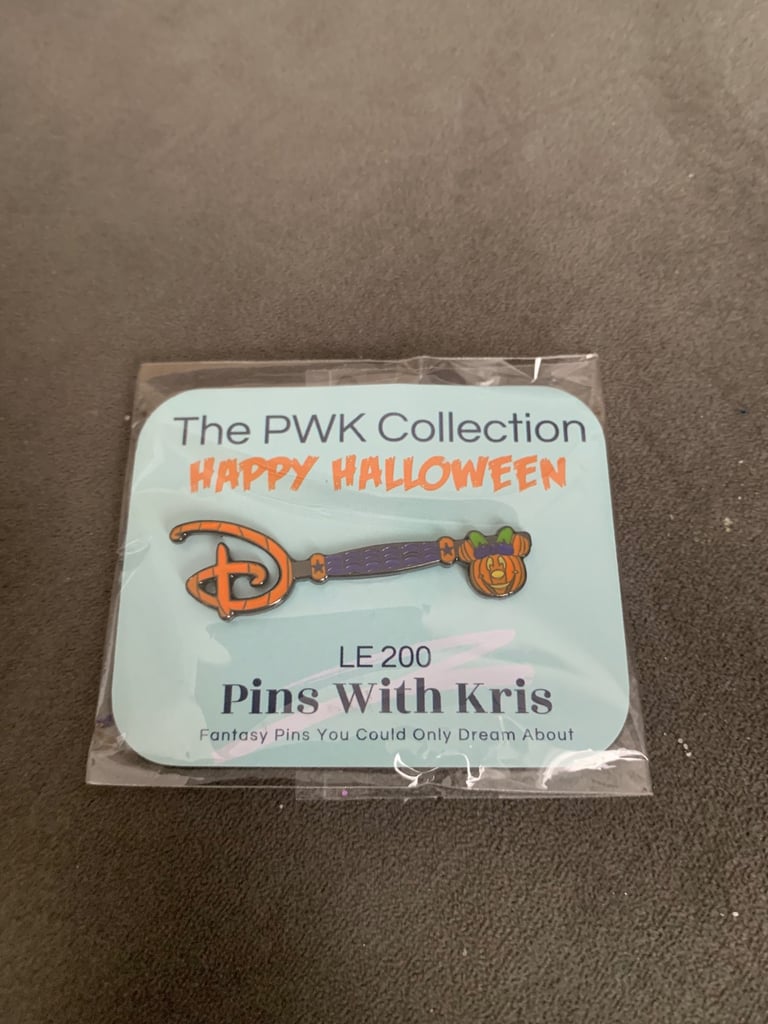 The PWK Collection
HAPPY HALLOWEEN
LE 200
Pins With Kris
Fantasy Pins You Could Only Dream About